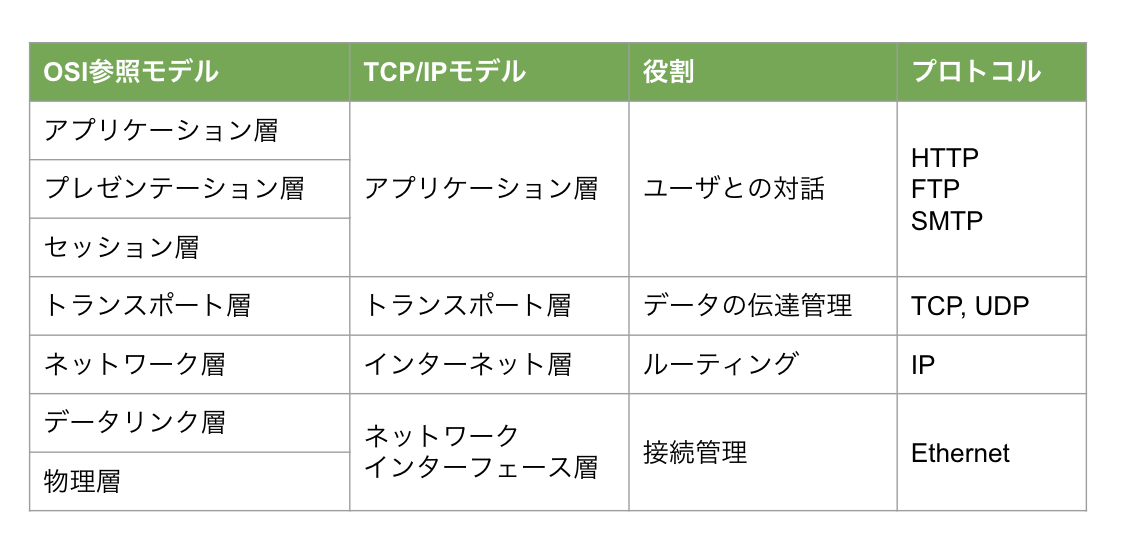 OSI参照モデル TCP/IPモデル 役割 プロトコル
アプリケーション層
プレゼンテーション層
セッション層
アプリケーション層
ユーザとの対話
HTTP
FTP
SMTP
トランスポート層 トランスポート層 データの伝達管理 TCP, UDP
ネットワーク層 インターネット層 ルーティング IP
データリンク層
物理層
ネットワーク
インターフェース層
接続管理
Ethernet